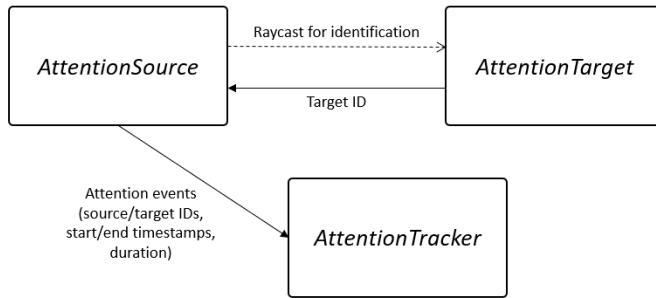 Raycast for identification
AttentionSource
AttentionTarget
Target ID
Attention events
(source/target IDs,
start/end timestamps,
duration)
AttentionTracker